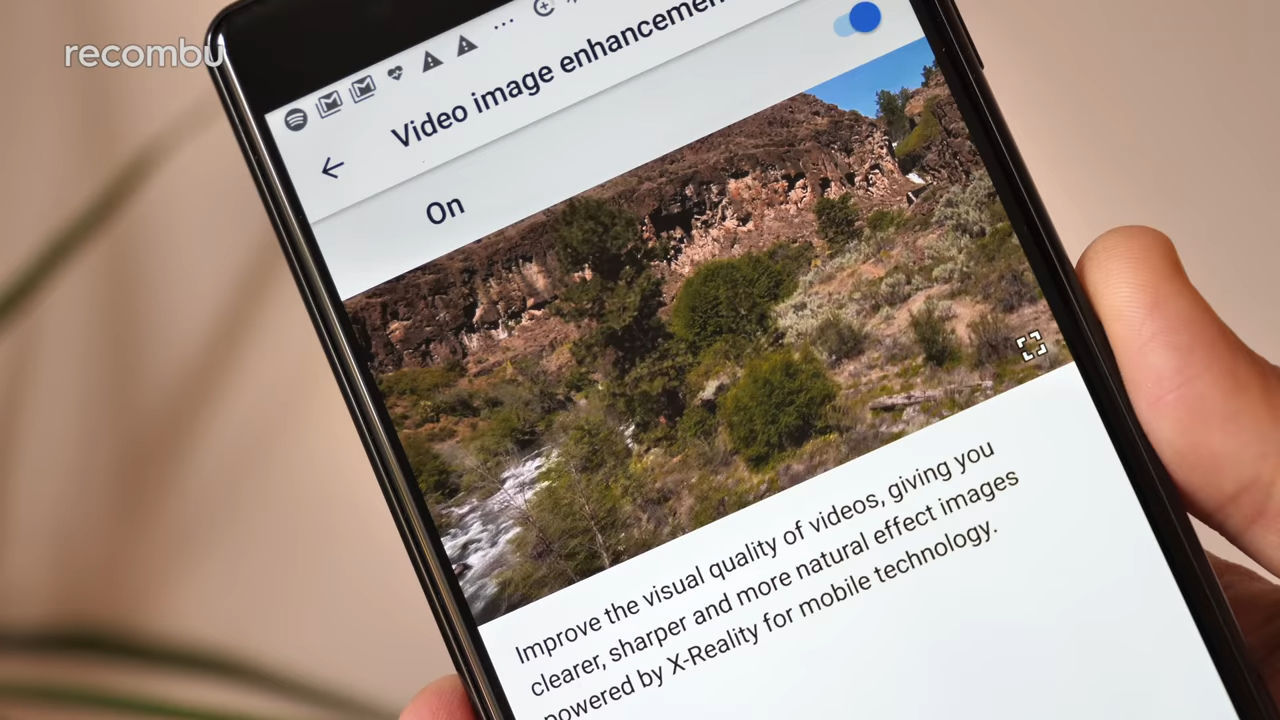 recombu
Video image enhancemen
On
Improve the visual quality of videos, giving you
clearer, sharper and more natural effect images
powered by X-Reality for mobile technology.